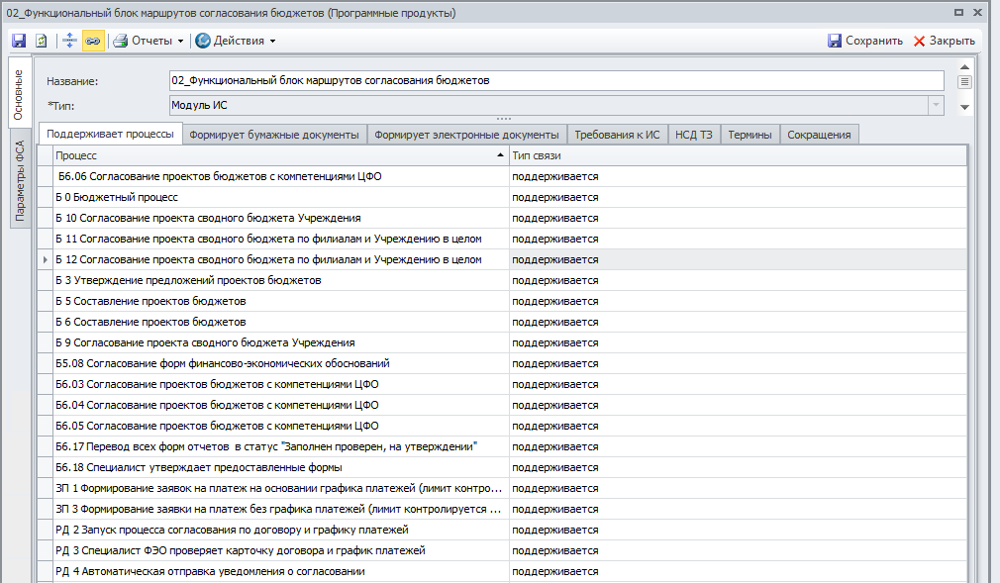 02_Функциональный блок маршрутов согласования бюджетов (Программные продукты)
Отчеты Действия Сохранить Закрыть
Основные
Параметры ФСА
Название: 02_Функциональный блок маршрутов согласования бюджетов
*Тип: Модуль ИС
Поддерживает процессы Формирует бумажные документы Формирует электронные документы Требования к ИС НСД ТЗ Термины Сокращения
Процесс Тип связи
Б6.06 Согласование проектов бюджетов с компетенциями ЦФО поддерживается
Б 0 Бюджетный процесс поддерживается
Б 10 Согласование проекта сводного бюджета Учреждения поддерживается
Б 11 Согласование проекта сводного бюджета по филиалам и Учреждению в целом поддерживается
Б 12 Согласование проекта сводного бюджета по филиалам и Учреждению в целом поддерживается
Б 3 Утверждение предложений проектов бюджетов поддерживается
Б 5 Составление проектов бюджетов поддерживается
Б 6 Составление проектов бюджетов поддерживается
Б 9 Согласование проекта сводного бюджета Учреждения поддерживается
Б5.08 Согласование форм финансово-экономических обоснований поддерживается
Б6.03 Согласование проектов бюджетов с компетенциями ЦФО поддерживается
Б6.04 Согласование проектов бюджетов с компетенциями ЦФО поддерживается
Б6.05 Согласование проектов бюджетов с компетенциями ЦФО поддерживается
Б6.17 Перевод всех форм отчетов в статус "Заполнен проверен, на утверждении" поддерживается
Б6.18 Специалист утверждает предоставленные формы поддерживается
ЗП 1 Формирование заявок на платеж на основании графика платежей (лимит контро... поддерживается
ЗП 3 Формирование заявки на платеж без графика платежей (лимит контролируется ... поддерживается
РД 2 Запуск процесса согласования по договору и графику платежей поддерживается
РД 3 Специалист ФЭО проверяет карточку договора и график платежей поддерживается
РД 4 Автоматическая отправка уведомления о согласовании поддерживается